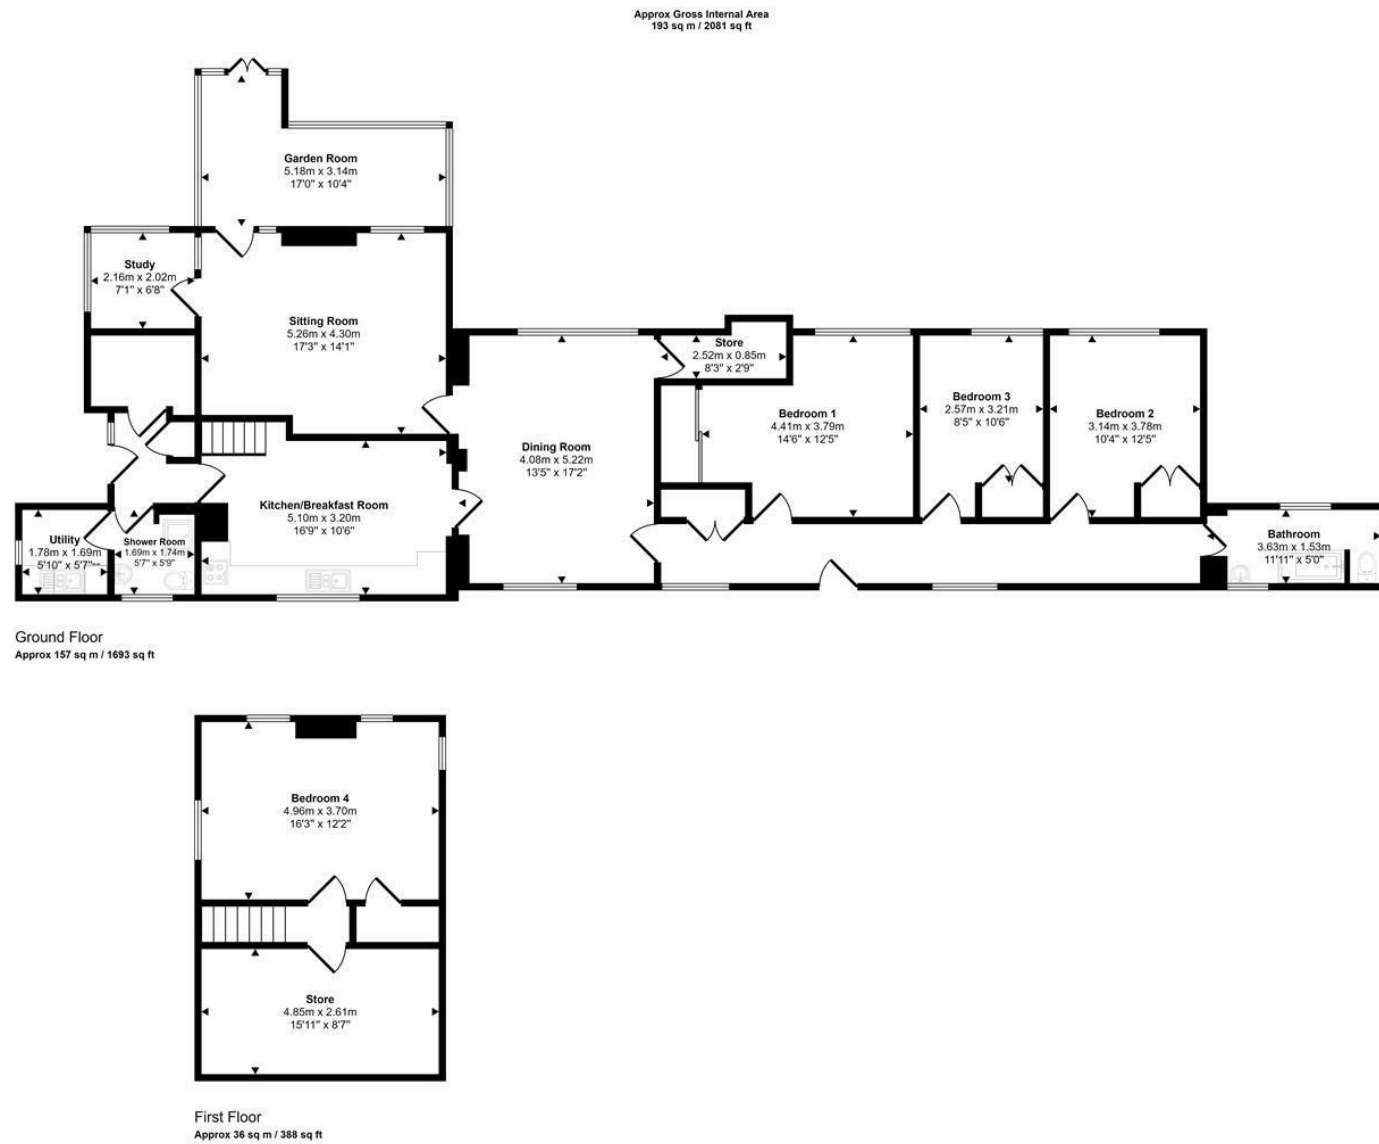 Approx Gross Internal Area
193 sq m / 2081 sq ft
Garden Room
5.18m x 3.14m
17'0" x 10'4"
Study
2.16m x 2.02m
7'1" x 6'8"
Sitting Room
5.26m x 4.30m
17'3" x 14'1"
Store
2.52m x 0.85m
8'3" x 2'9"
Bedroom 1
4.41m x 3.79m
14'6" x 12'5"
Bedroom 3
2.57m x 3.21m
8'5" x 10'6"
Bedroom 2
3.14m x 3.78m
10'4" x 12'5"
Dining Room
4.08m x 5.22m
13'5" x 17'2"
Kitchen/Breakfast Room
5.10m x 3.20m
16'9" x 10'6"
Utility
1.78m x 1.69m
5'10" x 5'7"
Shower Room
1.69m x 1.74m
5'7" x 5'9"
Bathroom
3.63m x 1.53m
11'11" x 5'0"
Ground Floor
Approx 157 sq m / 1693 sq ft
Bedroom 4
4.96m x 3.70m
16'3" x 12'2"
Store
4.85m x 2.61m
15'11" x 8'7"
First Floor
Approx 36 sq m / 388 sq ft